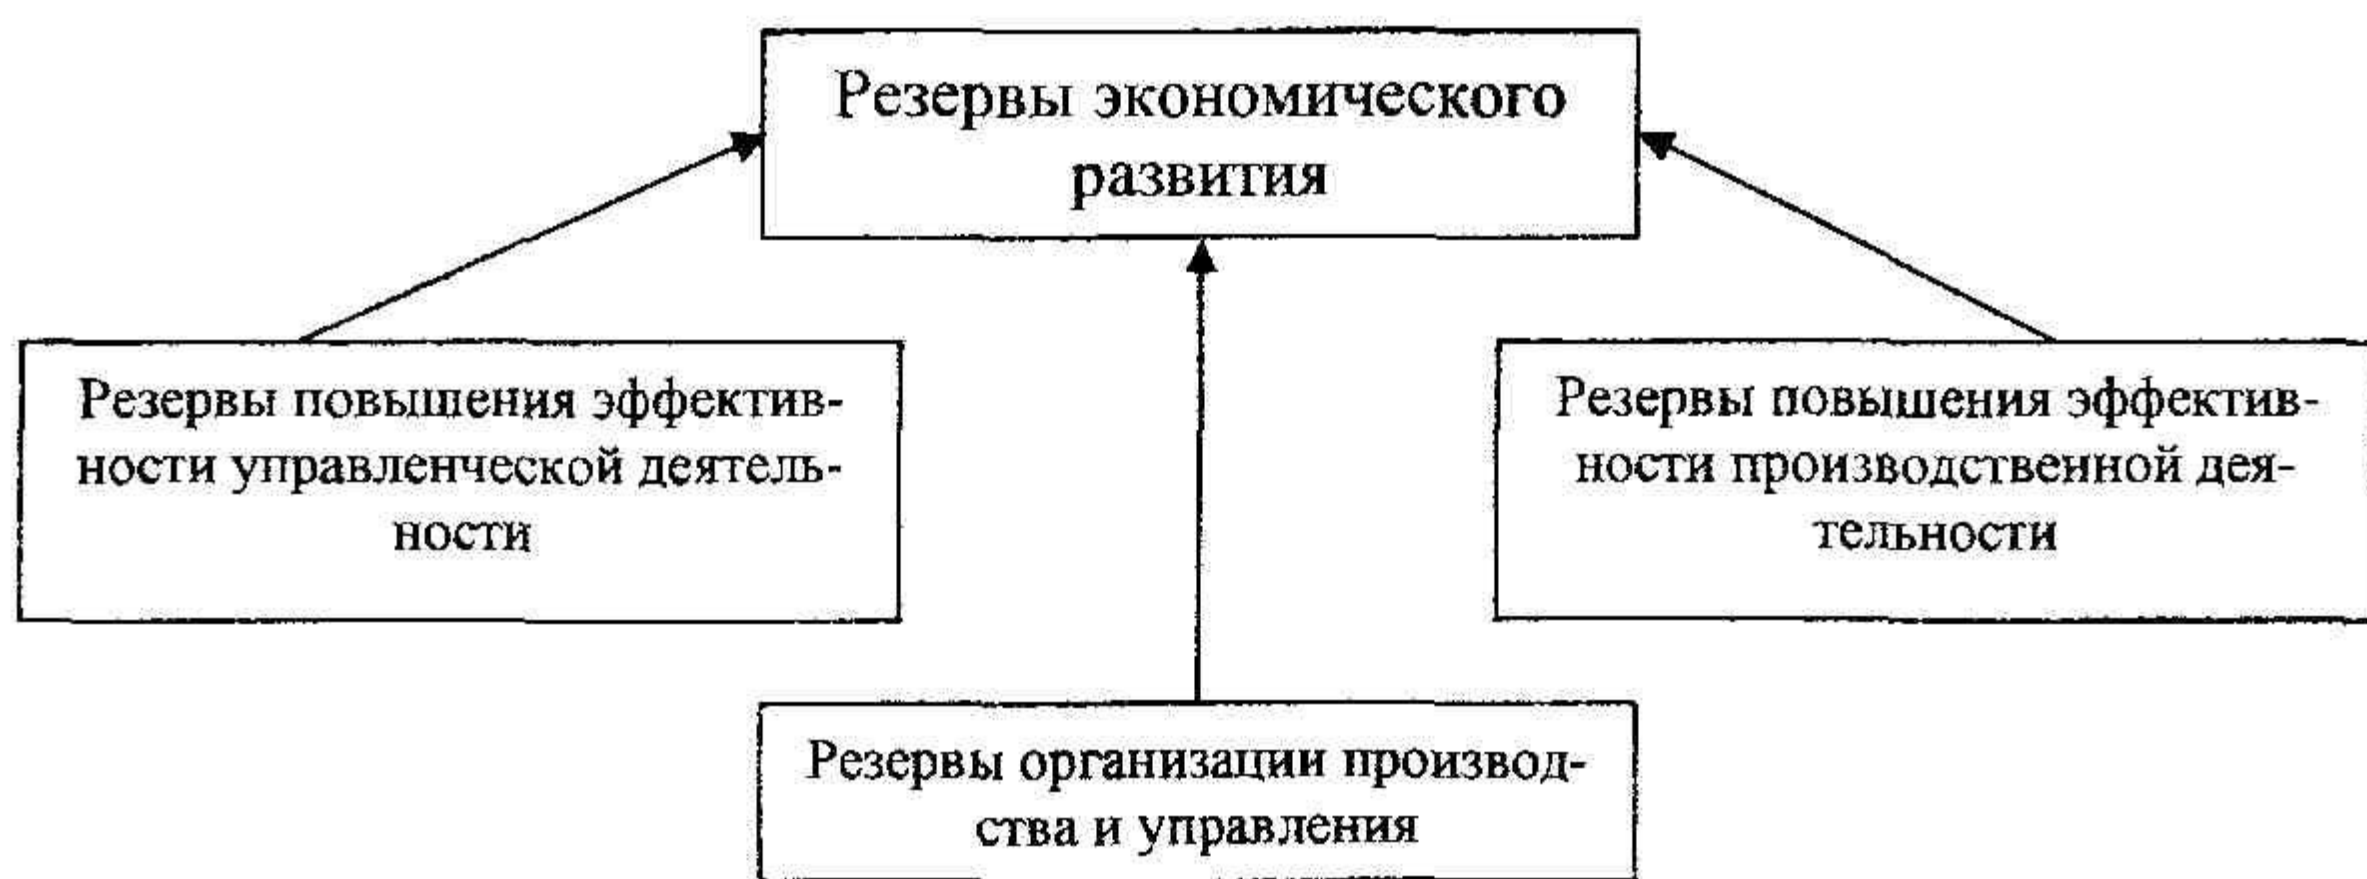 Резервы экономического
развития
Резервы повышения эффектив-
ности управленческой деятель-
ности
Резервы повышения эффектив-
ности производственной дея-
тельности
Резервы организации производ-
ства и управления